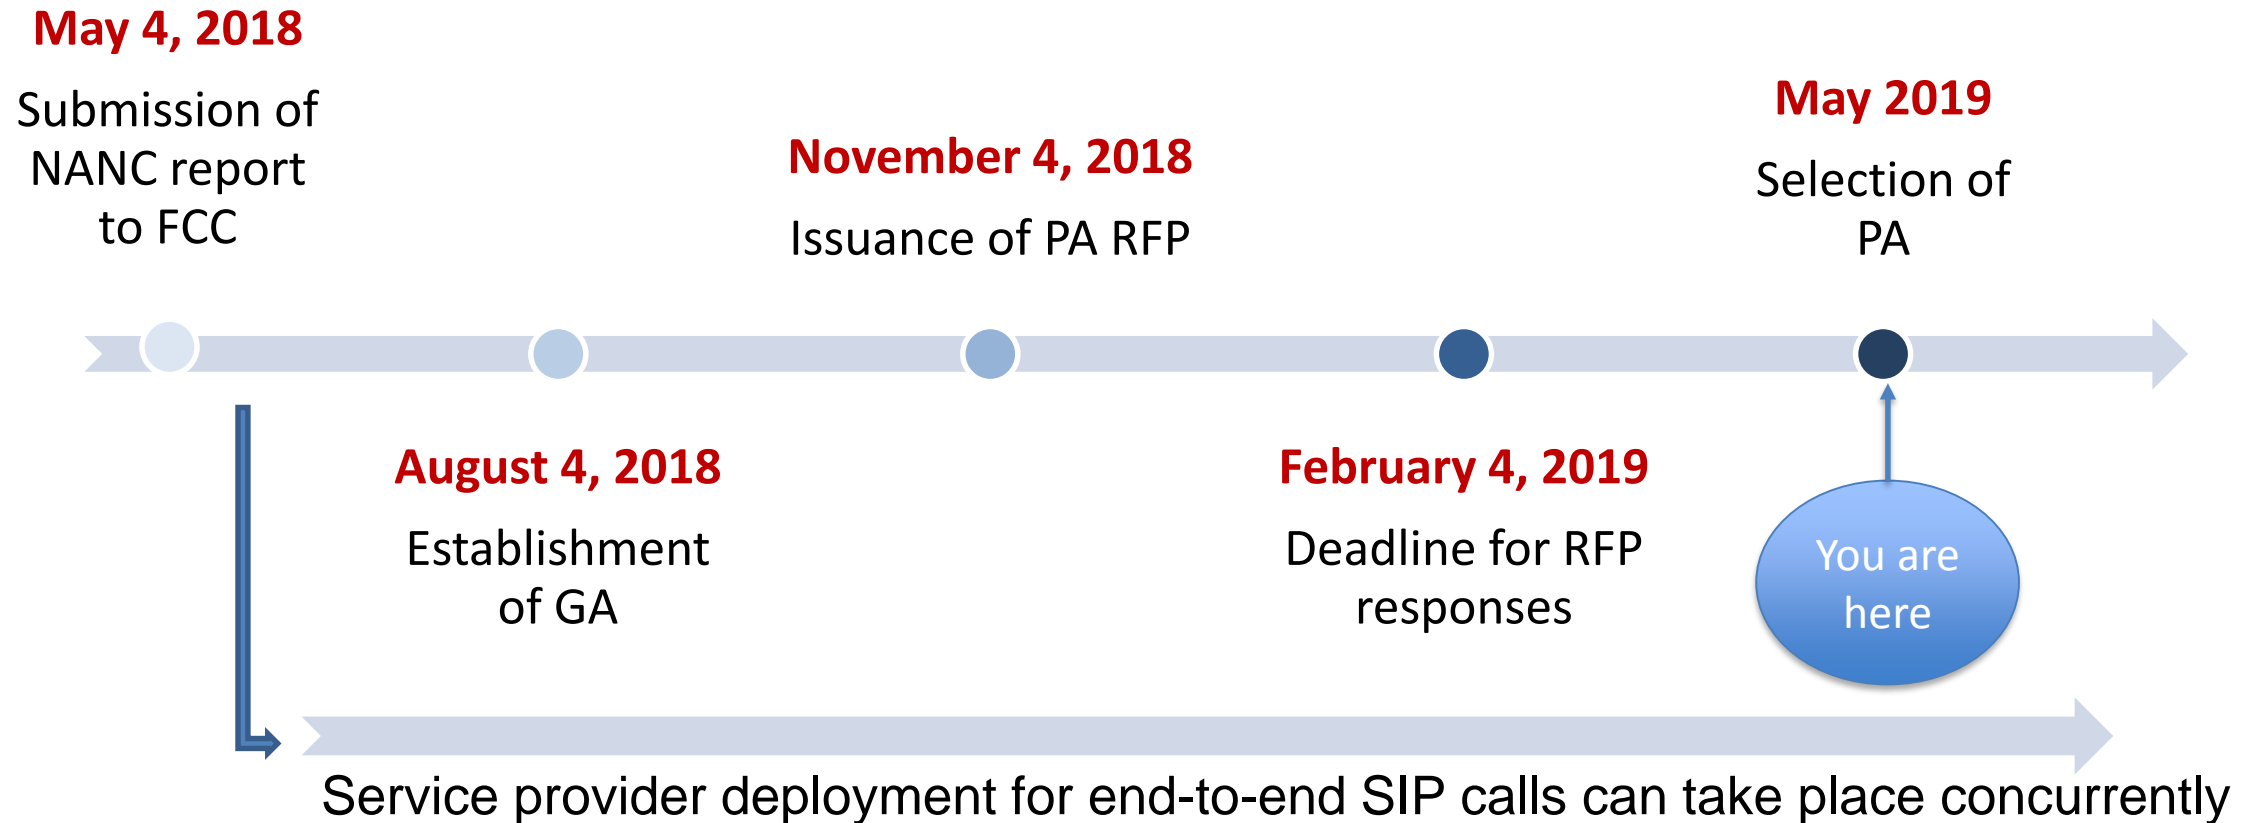 May 4, 2018
Submission of
NANC report
to FCC
August 4, 2018
Establishment
of GA
November 4, 2018
Issuance of PA RFP
February 4, 2019
Deadline for RFP
responses
May 2019
Selection of
PA
You are
here
Service provider deployment for end-to-end SIP calls can take place concurrently